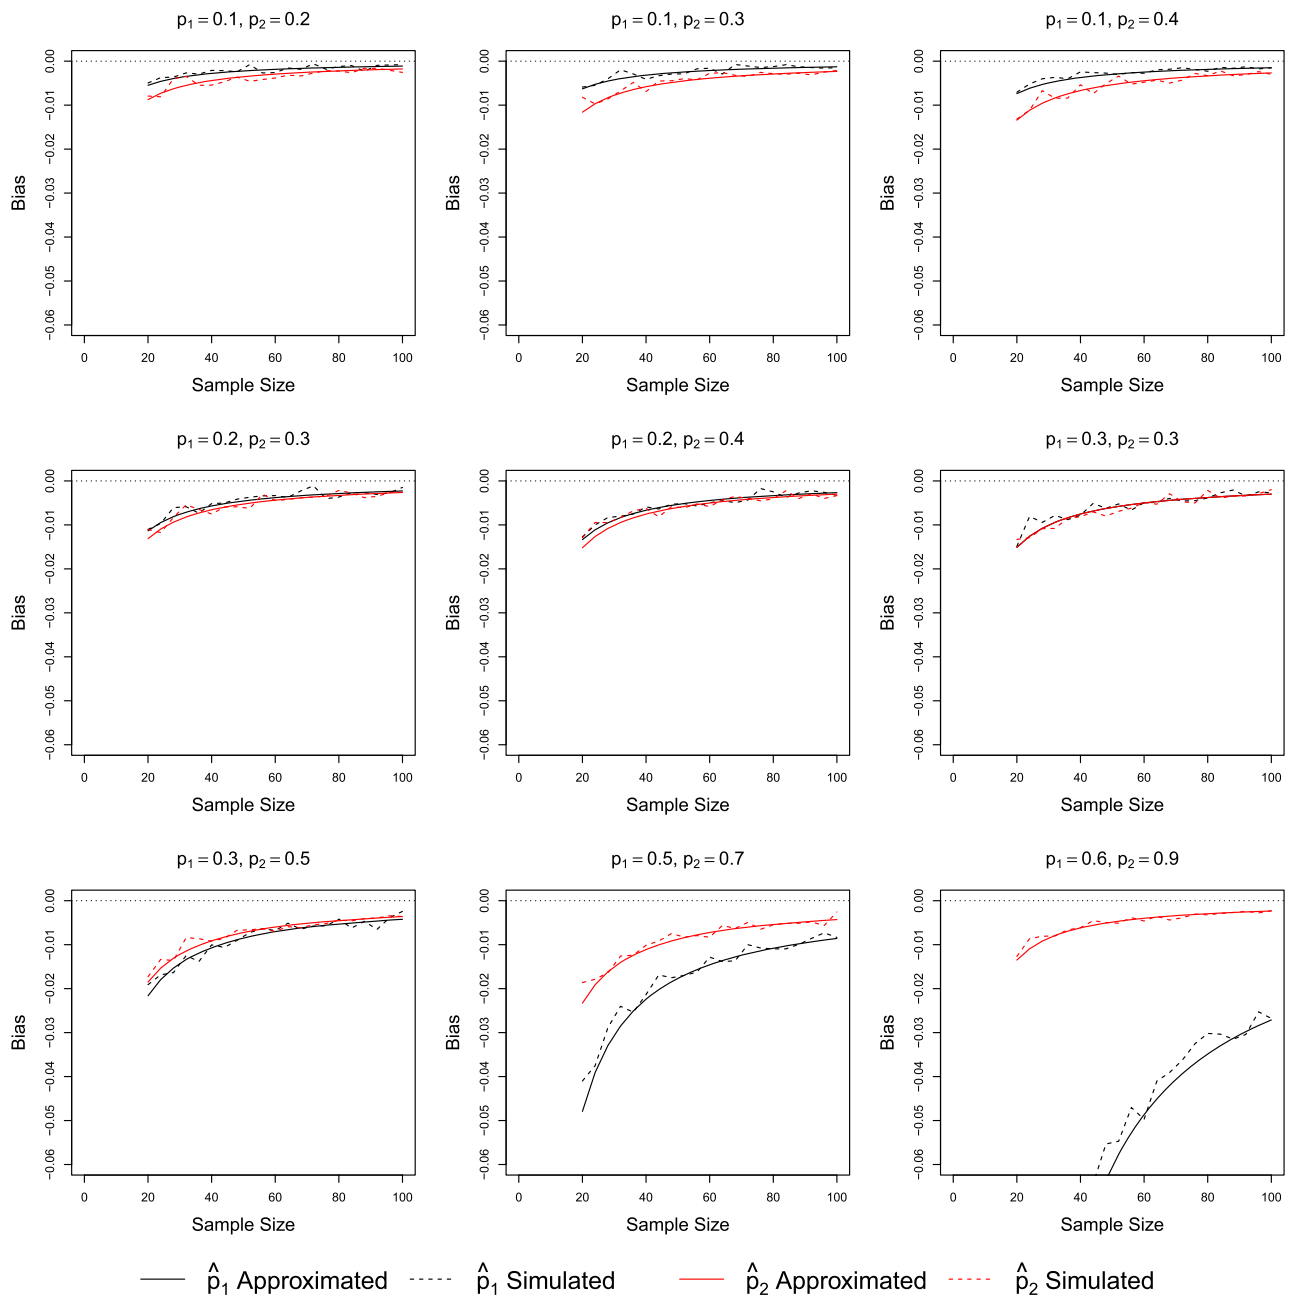 p₁ = 0.1, p₂ = 0.2
Bias
0.00
−0.01
−0.02
−0.03
−0.04
−0.05
−0.06
0 20 40 60 80 100
Sample Size
p₁ = 0.1, p₂ = 0.3
Bias
0.00
−0.01
−0.02
−0.03
−0.04
−0.05
−0.06
0 20 40 60 80 100
Sample Size
p₁ = 0.1, p₂ = 0.4
Bias
0.00
−0.01
−0.02
−0.03
−0.04
−0.05
−0.06
0 20 40 60 80 100
Sample Size
p₁ = 0.2, p₂ = 0.3
Bias
0.00
−0.01
−0.02
−0.03
−0.04
−0.05
−0.06
0 20 40 60 80 100
Sample Size
p₁ = 0.2, p₂ = 0.4
Bias
0.00
−0.01
−0.02
−0.03
−0.04
−0.05
−0.06
0 20 40 60 80 100
Sample Size
p₁ = 0.3, p₂ = 0.3
Bias
0.00
−0.01
−0.02
−0.03
−0.04
−0.05
−0.06
0 20 40 60 80 100
Sample Size
p₁ = 0.3, p₂ = 0.5
Bias
0.00
−0.01
−0.02
−0.03
−0.04
−0.05
−0.06
0 20 40 60 80 100
Sample Size
p₁ = 0.5, p₂ = 0.7
Bias
0.00
−0.01
−0.02
−0.03
−0.04
−0.05
−0.06
0 20 40 60 80 100
Sample Size
p₁ = 0.6, p₂ = 0.9
Bias
0.00
−0.01
−0.02
−0.03
−0.04
−0.05
−0.06
0 20 40 60 80 100
Sample Size
p̂₁ Approximated p̂₁ Simulated p̂₂ Approximated p̂₂ Simulated